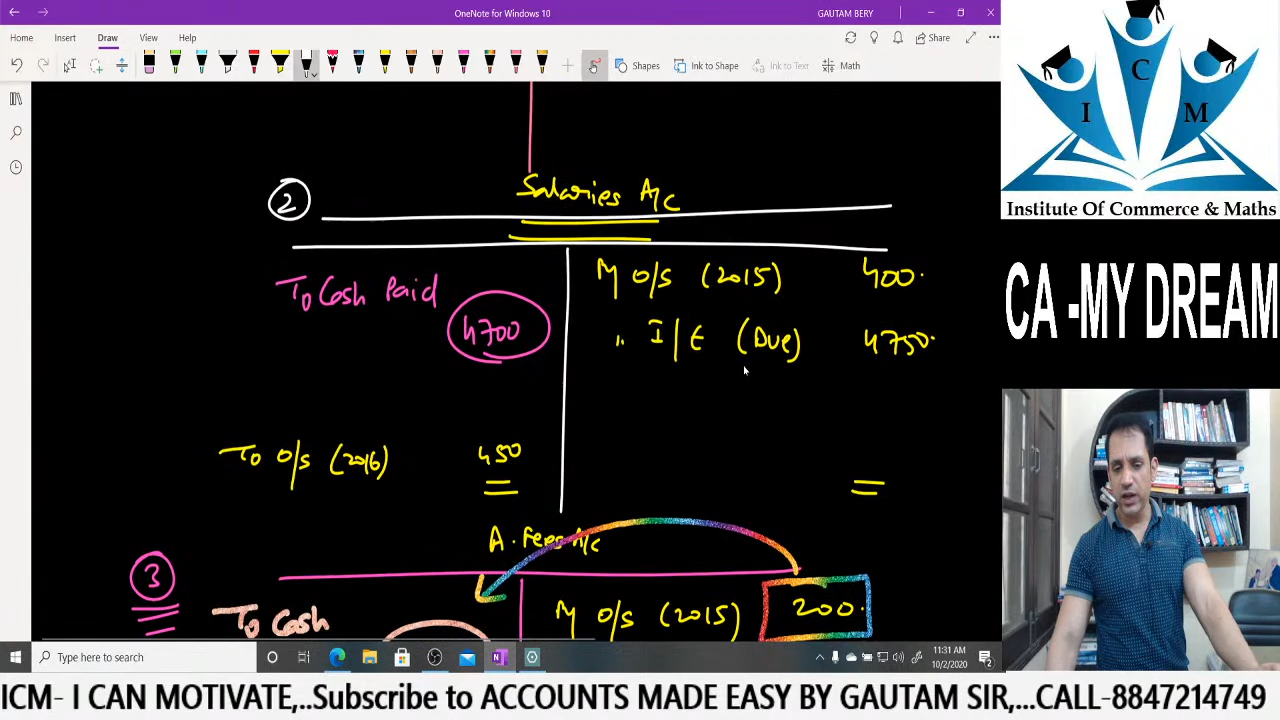 OneNote for Windows 10
GAUTAM BERY
Home Insert Draw View Help
Share
Shapes Ink to Shape Ink to Text Math
I C M
Institute Of Commerce & Maths
CA -MY DREAM
2 Salaries A/c
To Cash Paid 4700
By O/S (2015) 400.
" I/E (Due) 4750.
To O/S (2016) 450
3 A. Fees A/c
To Cash
By O/S (2015) 200.
Type here to search
11:31 AM
10/2/2020
2
ICM- I CAN MOTIVATE,..Subscribe to ACCOUNTS MADE EASY BY GAUTAM SIR,...CALL-8847214749